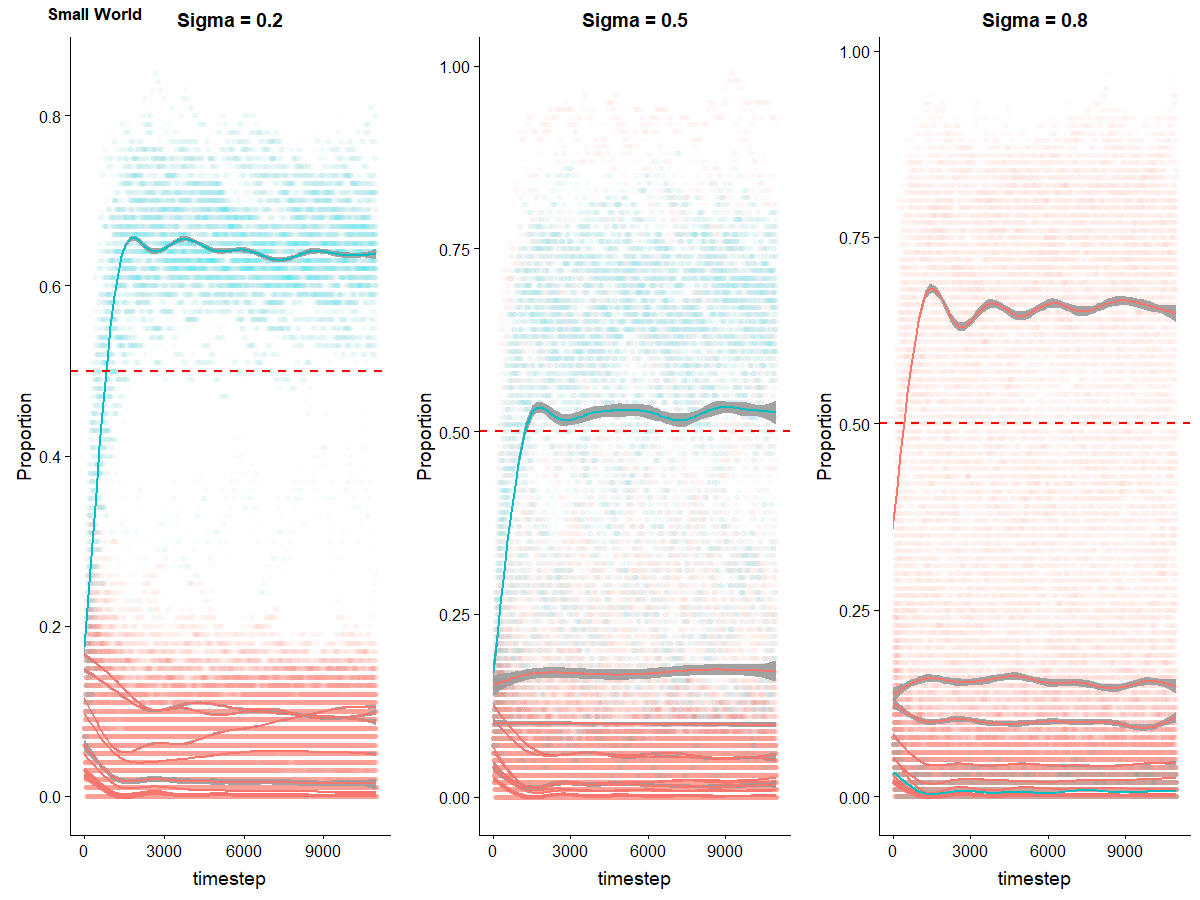 Small World
Sigma = 0.2
Sigma = 0.5
Sigma = 0.8
Proportion
0.8
0.6
0.4
0.2
0.0
0
3000
6000
9000
timestep
Proportion
1.00
0.75
0.50
0.25
0.00
0
3000
6000
9000
timestep
Proportion
1.00
0.75
0.50
0.25
0.00
0
3000
6000
9000
timestep